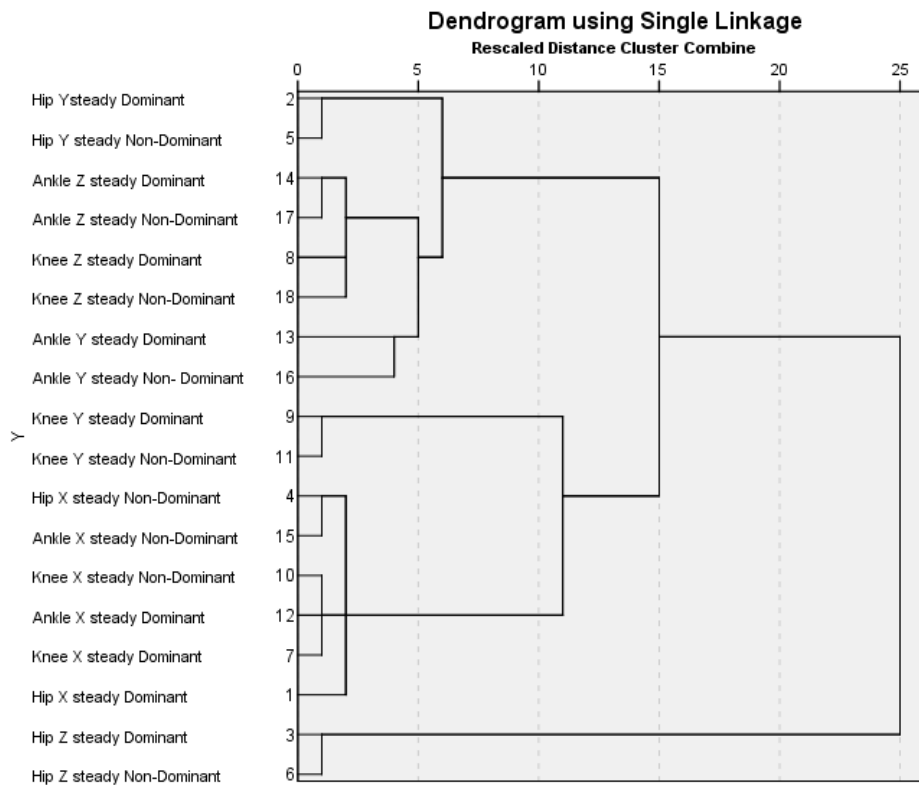 Dendrogram using Single Linkage
Rescaled Distance Cluster Combine
0 5 10 15 20 25
Hip Ysteady Dominant 2
Hip Y steady Non-Dominant 5
Ankle Z steady Dominant 14
Ankle Z steady Non-Dominant 17
Knee Z steady Dominant 8
Knee Z steady Non-Dominant 18
Ankle Y steady Dominant 13
Ankle Y steady Non- Dominant 16
Knee Y steady Dominant 9
Y
Knee Y steady Non-Dominant 11
Hip X steady Non-Dominant 4
Ankle X steady Non-Dominant 15
Knee X steady Non-Dominant 10
Ankle X steady Dominant 12
Knee X steady Dominant 7
Hip X steady Dominant 1
Hip Z steady Dominant 3
Hip Z steady Non-Dominant 6